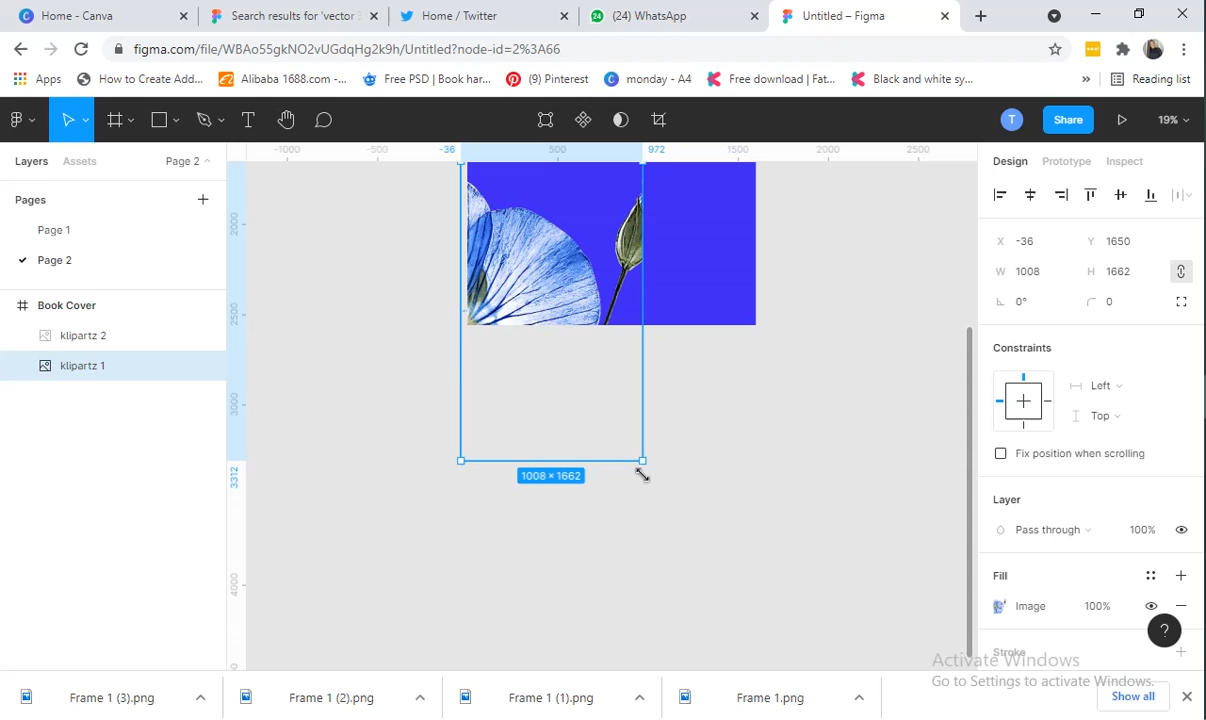 Home - Canva
Search results for 'vector
Home / Twitter
(24) WhatsApp
Untitled – Figma
figma.com/file/WBAo55gkNO2vUGdqHg2k9h/Untitled?node-id=2%3A66
Apps
How to Create Add...
Alibaba 1688.com -...
Free PSD | Book har...
(9) Pinterest
monday - A4
Free download | Fat...
Black and white sy...
»
Reading list
T
Share
19%
Layers
Assets
Page 2
-1000
-500
-36
500
972
1500
2000
2500
Design
Prototype
Inspect
Pages
Page 1
Page 2
Book Cover
klipartz 2
klipartz 1
2000
2500
3000
3312
4000
1008 × 1662
X -36
Y 1650
W 1008
H 1662
0°
0
Constraints
Left
Top
Fix position when scrolling
Layer
Pass through
100%
Fill
Image
100%
?
Stroke
Activate Windows
Go to Settings to activate Windows.
Frame 1 (3).png
Frame 1 (2).png
Frame 1 (1).png
Frame 1.png
Show all